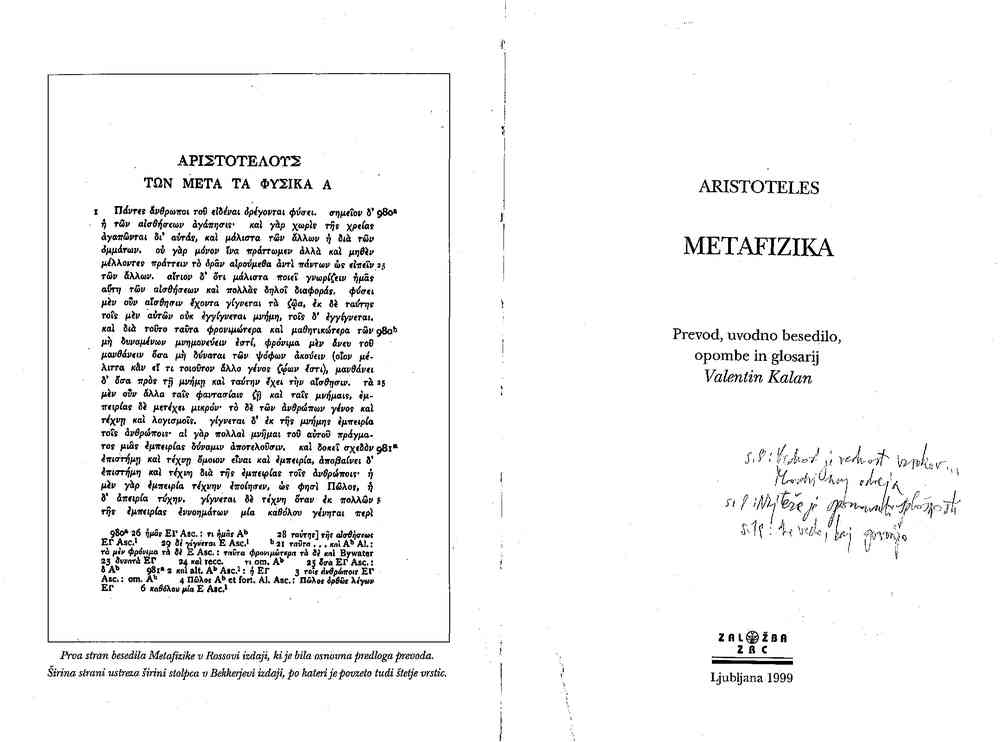 ΑΡΙΣΤΟΤΕΛΟΥΣ
ΤΩΝ ΜΕΤΑ ΤΑ ΦΥΣΙΚΑ Α
1 Πάντες ἄνθρωποι τοῦ εἰδέναι ὀρέγονται φύσει. σημεῖον δ' 980ᵃ
ἡ τῶν αἰσθήσεων ἀγάπησις· καὶ γὰρ χωρὶς τῆς χρείας
ἀγαπῶνται δι' αὑτάς, καὶ μάλιστα τῶν ἄλλων ἡ διὰ τῶν
ὀμμάτων. οὐ γὰρ μόνον ἵνα πράττωμεν ἀλλὰ καὶ μηθὲν
μέλλοντες πράττειν τὸ ὁρᾶν αἱρούμεθα ἀντὶ πάντων ὡς εἰπεῖν 25
τῶν ἄλλων. αἴτιον δ' ὅτι μάλιστα ποιεῖ γνωρίζειν ἡμᾶς
αὕτη τῶν αἰσθήσεων καὶ πολλὰς δηλοῖ διαφοράς. φύσει
μὲν οὖν αἴσθησιν ἔχοντα γίγνεται τὰ ζῷα, ἐκ δὲ ταύτης
τοῖς μὲν αὐτῶν οὐκ ἐγγίγνεται μνήμη, τοῖς δ' ἐγγίγνεται.
καὶ διὰ τοῦτο ταῦτα φρονιμώτερα καὶ μαθητικώτερα τῶν 980ᵇ
μὴ δυναμένων μνημονεύειν ἐστί, φρόνιμα μὲν ἄνευ τοῦ
μανθάνειν ὅσα μὴ δύναται τῶν ψόφων ἀκούειν (οἷον μέ-
λιττα κἂν εἴ τι τοιοῦτον ἄλλο γένος ζῴων ἔστι), μανθάνει
δ' ὅσα πρὸς τῇ μνήμῃ καὶ ταύτην ἔχει τὴν αἴσθησιν. τὰ 25
μὲν οὖν ἄλλα ταῖς φαντασίαις ζῇ καὶ ταῖς μνήμαις, ἐμ-
πειρίας δὲ μετέχει μικρόν· τὸ δὲ τῶν ἀνθρώπων γένος καὶ
τέχνῃ καὶ λογισμοῖς. γίγνεται δ' ἐκ τῆς μνήμης ἐμπειρία
τοῖς ἀνθρώποις· αἱ γὰρ πολλαὶ μνῆμαι τοῦ αὐτοῦ πράγμα-
τος μιᾶς ἐμπειρίας δύναμιν ἀποτελοῦσιν. καὶ δοκεῖ σχεδὸν 981ᵃ
ἐπιστήμῃ καὶ τέχνῃ ὅμοιον εἶναι καὶ ἐμπειρία, ἀποβαίνει δ'
ἐπιστήμη καὶ τέχνη διὰ τῆς ἐμπειρίας τοῖς ἀνθρώποις· ἡ
μὲν γὰρ ἐμπειρία τέχνην ἐποίησεν, ὡς φησὶ Πῶλος, ἡ
δ' ἀπειρία τύχην. γίγνεται δὲ τέχνη ὅταν ἐκ πολλῶν 5
τῆς ἐμπειρίας ἐννοημάτων μία καθόλου γένηται περὶ
980ᵃ 26 ἡμᾶς ΕΓ Asc.: τι ἡμᾶς Aᵇ 28 ταύτης] τῆς αἰσθήσεως
ΕΓ Asc.¹ 29 δὲ γίγνεται Ε Asc.¹ ᵇ 21 ταῦτα . . . καὶ Aᵇ Al.:
τὰ μὲν φρόνιμα τὰ δὲ Ε Asc.: ταῦτα φρονιμώτερα τὰ δὲ καὶ Bywater
23 δυνατὰ ΕΓ 24 καὶ recc. τι om. Aᵇ 25 ὅσα ΕΓ Asc.:
ἃ Aᵇ 981ᵃ 2 καὶ alt. Aᵇ Asc.²: ἡ ΕΓ 3 τοῖς ἀνθρώποις ΕΓ
Asc.: om. Aᵇ 4 Πῶλος Aᵇ et fort. Al. Asc.: Πῶλος ὀρθῶς λέγων
ΕΓ 6 καθόλου μία Ε Asc.¹
Prva stran besedila Metafizike v Rossovi izdaji, ki je bila osnovna predloga prevoda.
Širina strani ustreza širini stolpca v Bekkerjevi izdaji, po kateri je povzeto tudi štetje vrstic.
ARISTOTELES
METAFIZIKA
Prevod, uvodno besedilo,
opombe in glosarij
Valentin Kalan
ZALOŽBA
ZRC
Ljubljana 1999